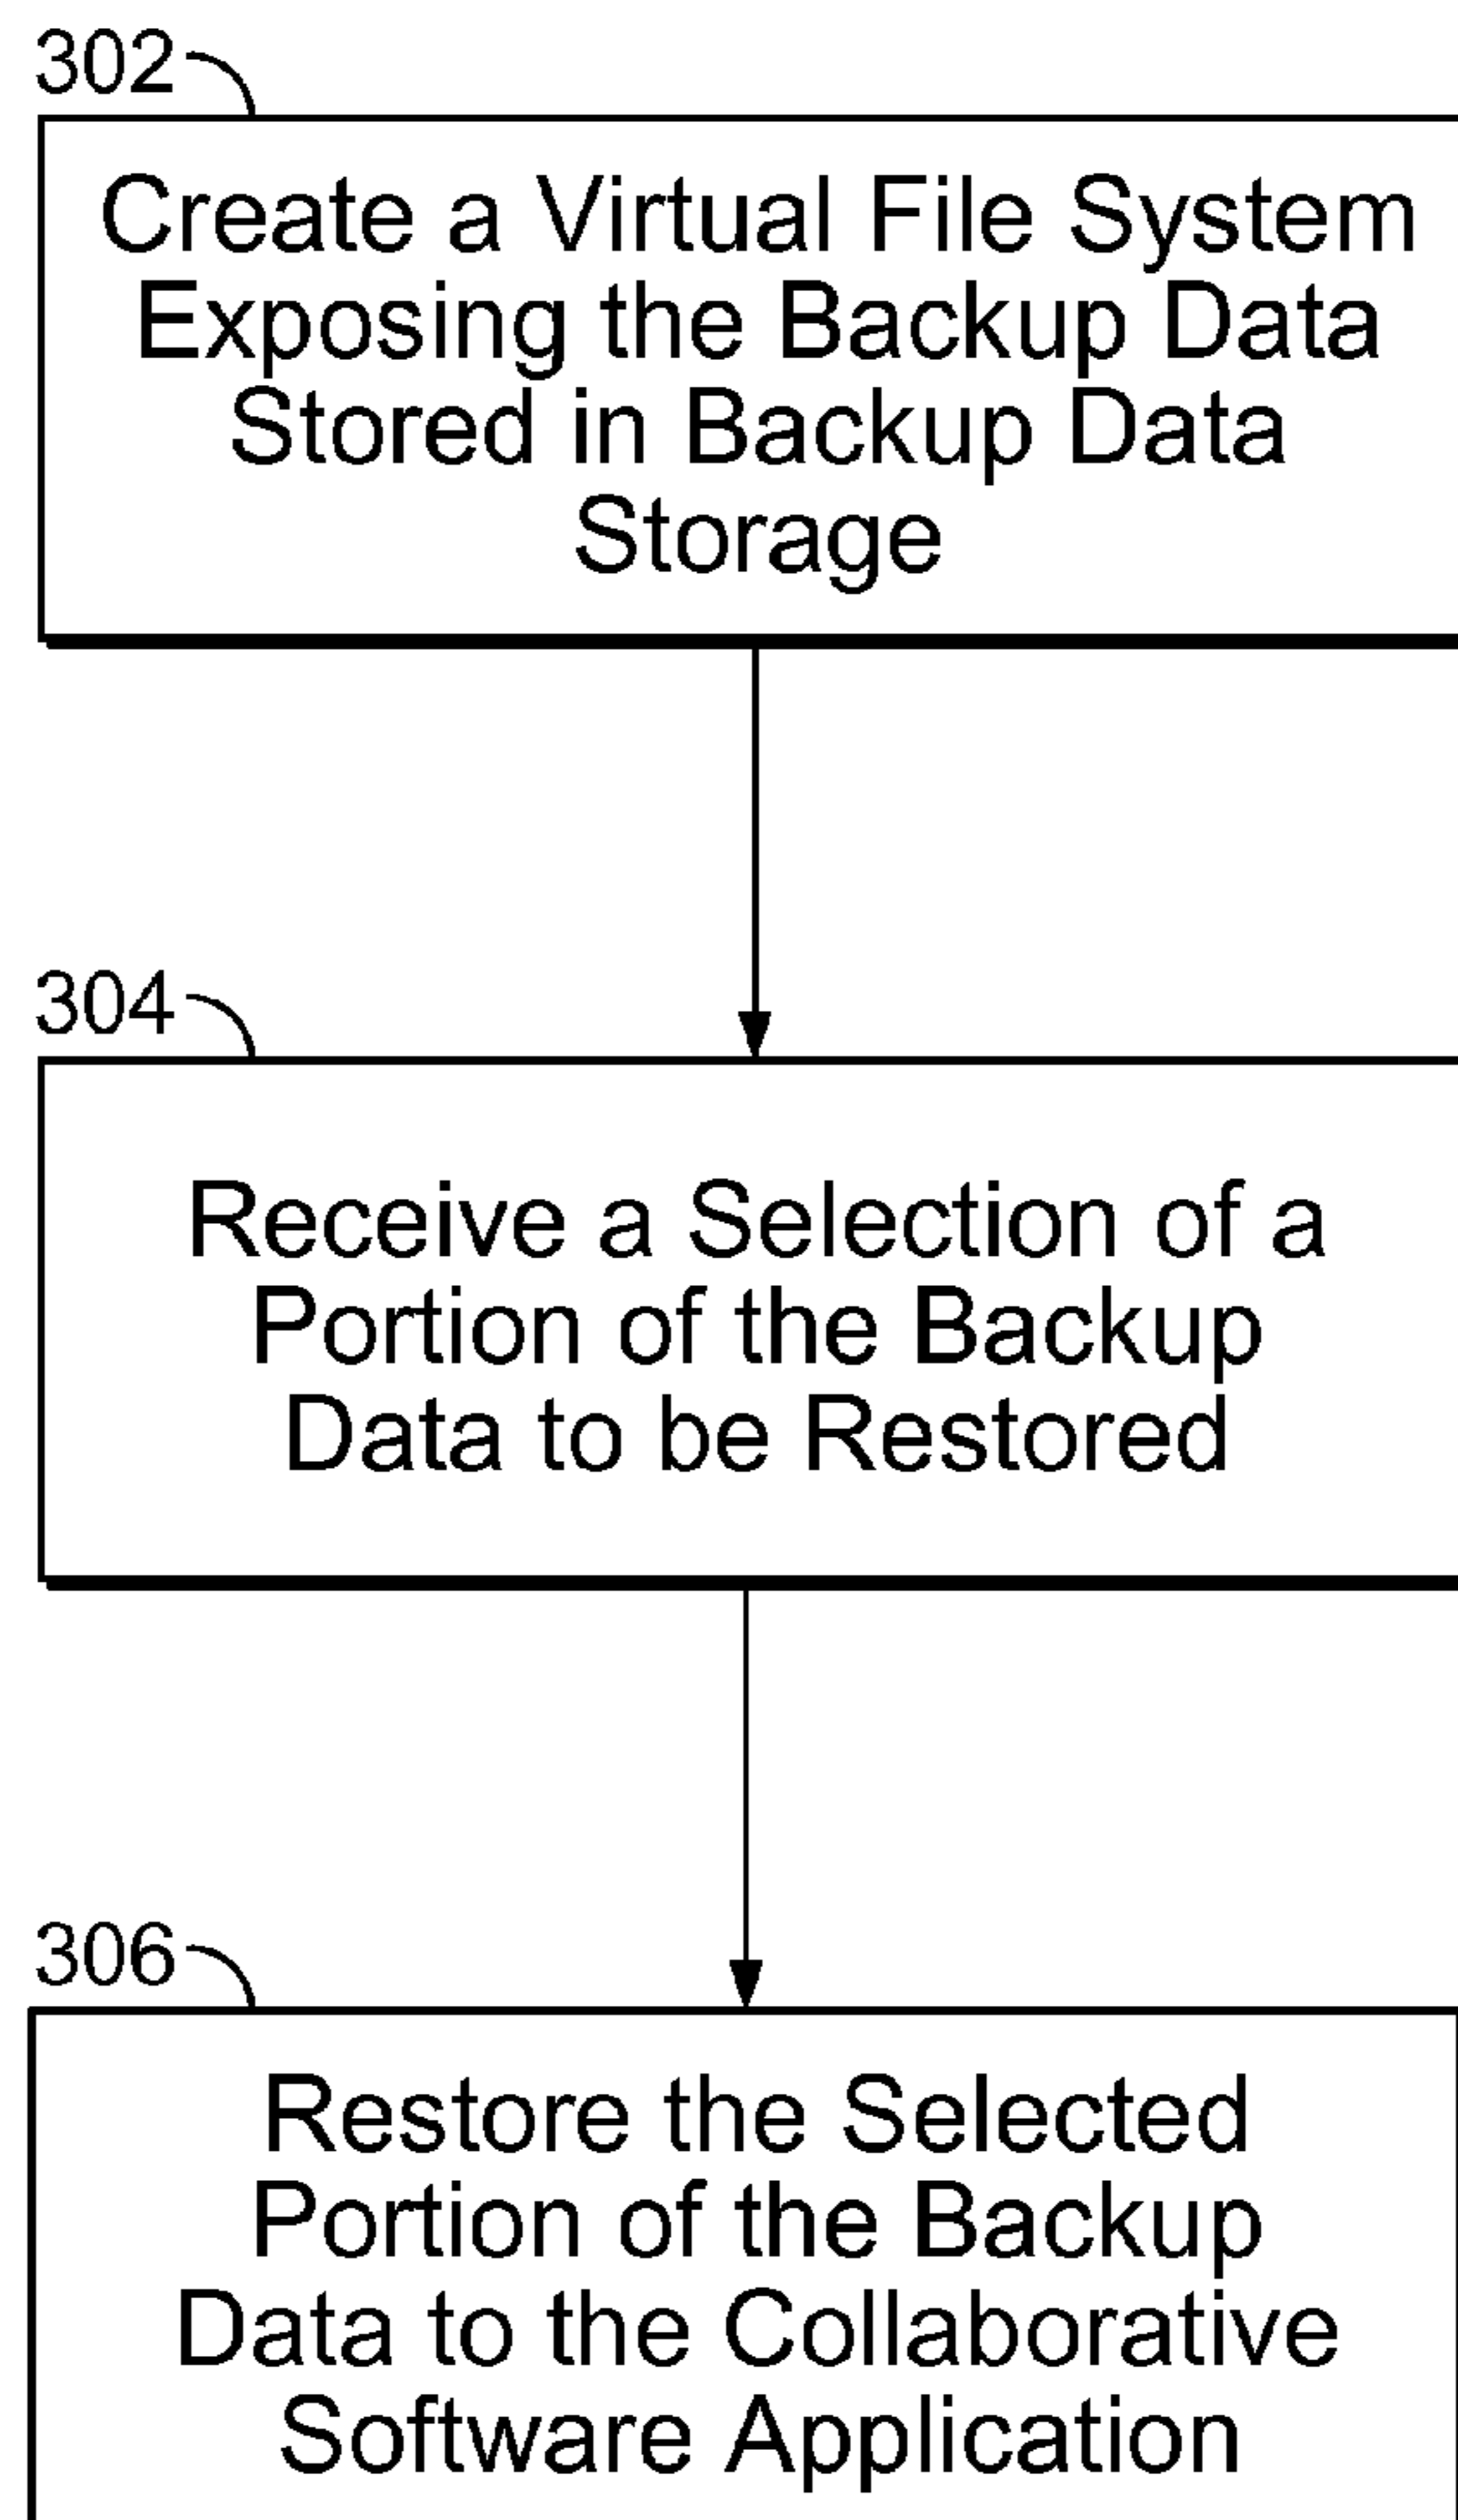 302
Create a Virtual File System
Exposing the Backup Data
Stored in Backup Data
Storage
304
Receive a Selection of a
Portion of the Backup
Data to be Restored
306
Restore the Selected
Portion of the Backup
Data to the Collaborative
Software Application